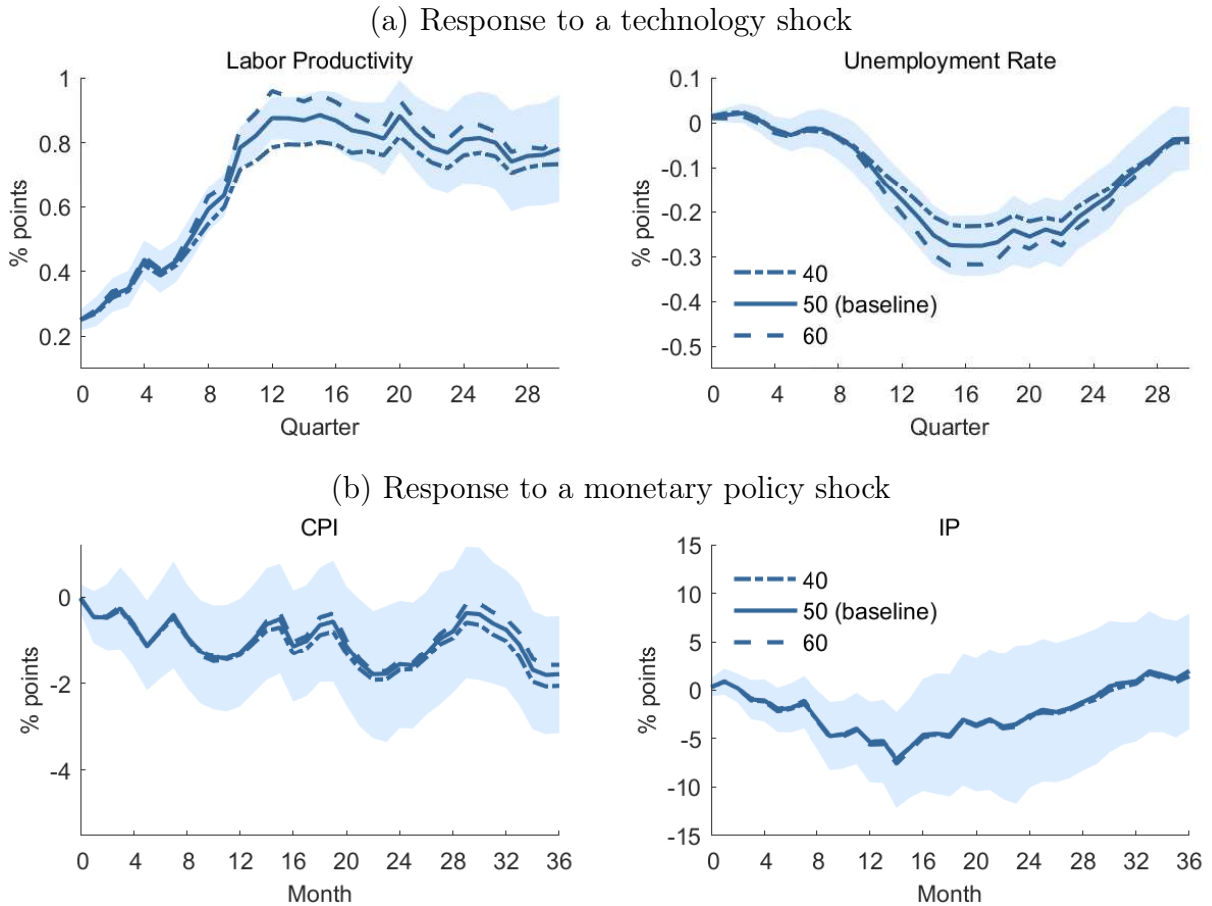 (a) Response to a technology shock
Labor Productivity
1
0.8
0.6
0.4
0.2
% points
0 4 8 12 16 20 24 28
Quarter
Unemployment Rate
0.1
0
-0.1
-0.2
-0.3
-0.4
-0.5
% points
40
50 (baseline)
60
0 4 8 12 16 20 24 28
Quarter
(b) Response to a monetary policy shock
CPI
0
-2
-4
% points
0 4 8 12 16 20 24 28 32 36
Month
IP
15
10
5
0
-5
-10
-15
% points
40
50 (baseline)
60
0 4 8 12 16 20 24 28 32 36
Month